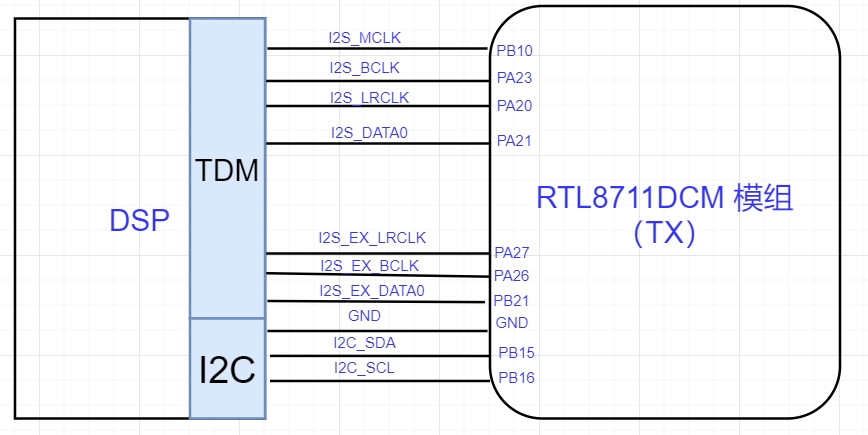 I2S_MCLK
PB10
I2S_BCLK
PA23
I2S_LRCLK
PA20
I2S_DATA0
PA21
TDM
DSP
RTL8711DCM 模组
（TX）
I2S_EX_LRCLK
PA27
I2S_EX_BCLK
PA26
I2S_EX_DATA0
PB21
GND
GND
I2C_SDA
PB15
I2C
I2C_SCL
PB16